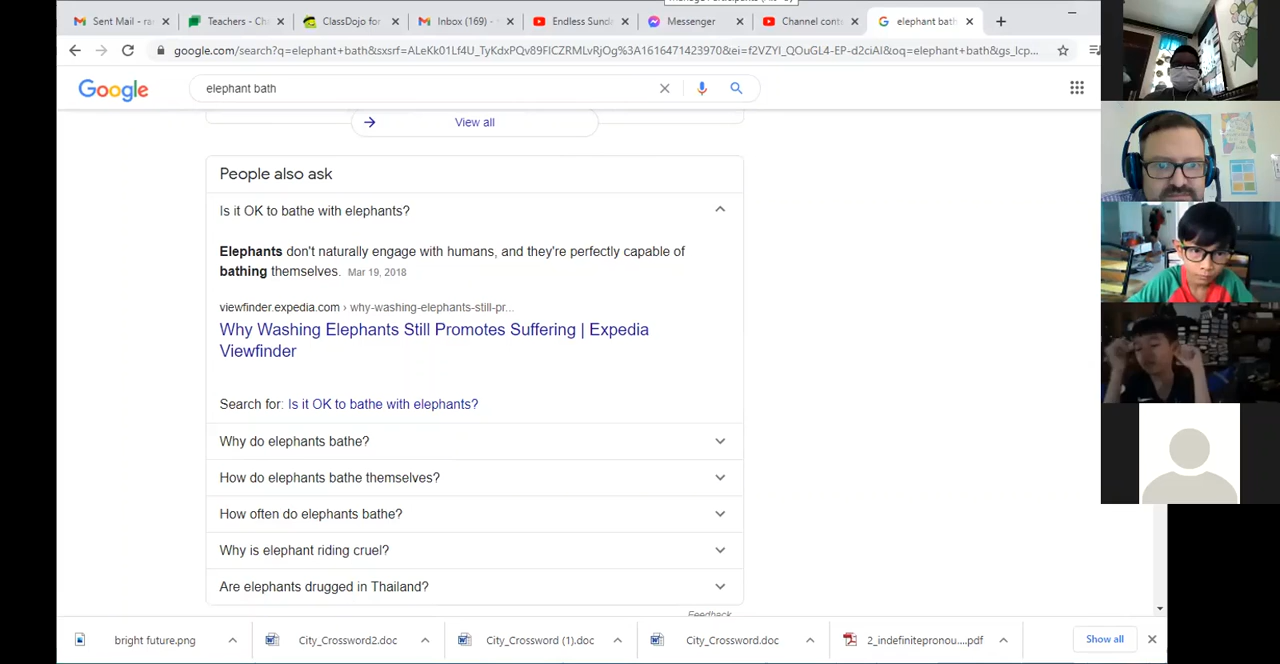 Manage Participants (Alt+U)
Sent Mail - ra
Teachers - Ch
ClassDojo for
Inbox (169) -
Endless Sund
Messenger
Channel cont
elephant bath
google.com/search?q=elephant+bath&sxsrf=ALeKk01Lf4U_TyKdxPQv89FICZRMLvRjOg%3A1616471423970&ei=f2VZYI_QOuGL4-EP-d2ciAI&oq=elephant+bath&gs_lcp...
Google
elephant bath
View all
People also ask
Is it OK to bathe with elephants?
Elephants don't naturally engage with humans, and they're perfectly capable of
bathing themselves. Mar 19, 2018
viewfinder.expedia.com › why-washing-elephants-still-pr...
Why Washing Elephants Still Promotes Suffering | Expedia
Viewfinder
Search for: Is it OK to bathe with elephants?
Why do elephants bathe?
How do elephants bathe themselves?
How often do elephants bathe?
Why is elephant riding cruel?
Are elephants drugged in Thailand?
Feedback
bright future.png
City_Crossword2.doc
City_Crossword (1).doc
City_Crossword.doc
2_indefinitepronou....pdf
Show all